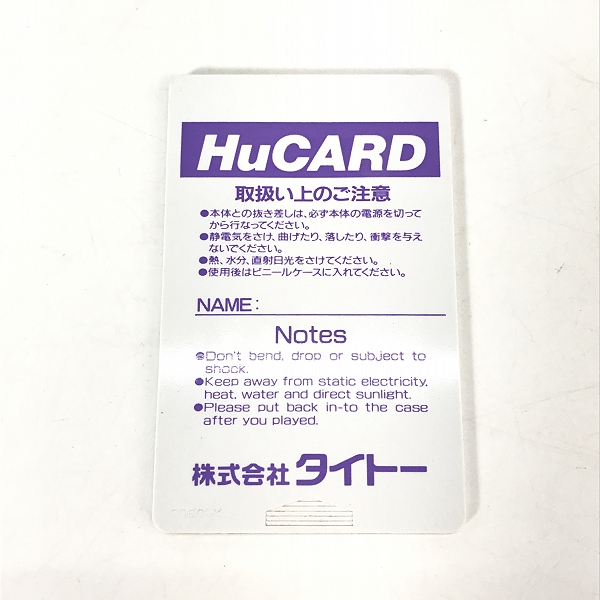 HuCARD
取扱い上のご注意
●本体との抜き差しは、必ず本体の電源を切って
から行なってください。
●静電気をさけ、曲げたり、落したり、衝撃を与え
ないでください。
●熱、水分、直射日光をさけてください。
●使用後はビニールケースに入れてください。
NAME:
Notes
●Don't bend, drop or subject to
shock.
●Keep away from static electricity,
heat, water and direct sunlight.
●Please put back in-to the case
after you played.
株式会社 タイトー